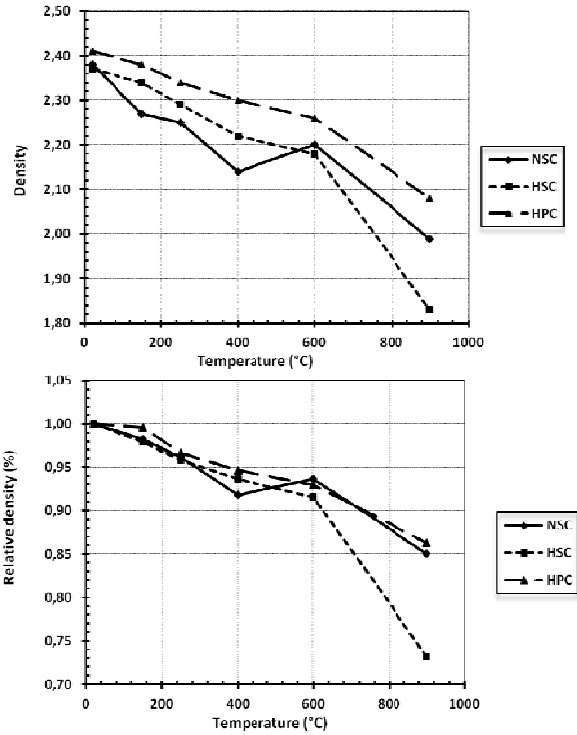 2,50
2,40
2,30
2,20
2,10
2,00
1,90
1,80
Density
0 200 400 600 800 1000
Temperature (°C)
NSC
HSC
HPC
1,05
1,00
0,95
0,90
0,85
0,80
0,75
0,70
Relative density (%)
0 200 400 600 800 1000
Temperature (°C)
NSC
HSC
HPC